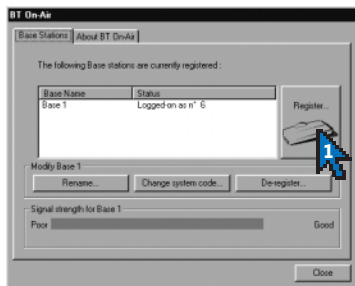 BT On-Air
Base Stations About BT On-Air
The following Base stations are currently registered :
Base Name Status
Base 1 Logged-on as n° 6
Register...
1
Modify Base 1
Rename... Change system code... De-register...
Signal strength for Base 1
Poor Good
Close